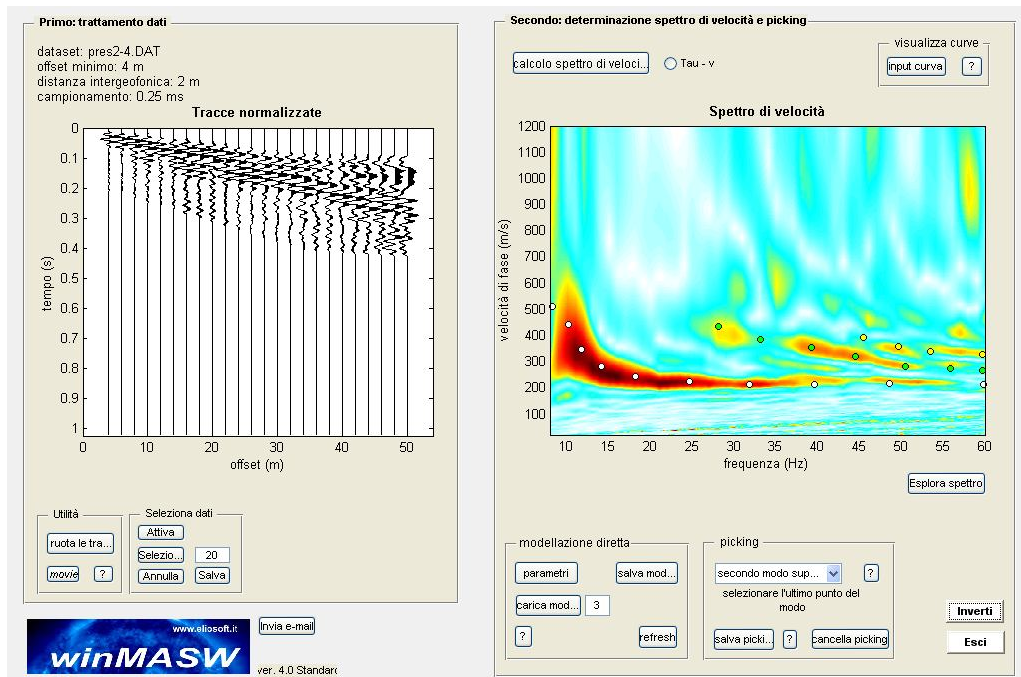 Primo: trattamento dati
dataset: pres2-4.DAT
offset minimo: 4 m
distanza intergeofonica: 2 m
campionamento: 0.25 ms
Tracce normalizzate
tempo (s)
0
0.1
0.2
0.3
0.4
0.5
0.6
0.7
0.8
0.9
1
0 10 20 30 40 50
offset (m)
Utilità
ruota le tra...
movie ?
Seleziona dati
Attiva
Selezio... 20
Annulla Salva
www.eliosoft.it
winMASW
Invia e-mail
ver. 4.0 Standard
Secondo: determinazione spettro di velocità e picking
calcolo spettro di veloci...
Tau - v
visualizza curve
input curva ?
Spettro di velocità
velocità di fase (m/s)
1200
1100
1000
900
800
700
600
500
400
300
200
100
10 15 20 25 30 35 40 45 50 55 60
frequenza (Hz)
Esplora spettro
modellazione diretta
parametri salva mod...
carica mod... 3
? refresh
picking
secondo modo sup... ?
selezionare l'ultimo punto del
modo
salva picki... ? cancella picking
Inverti
Esci